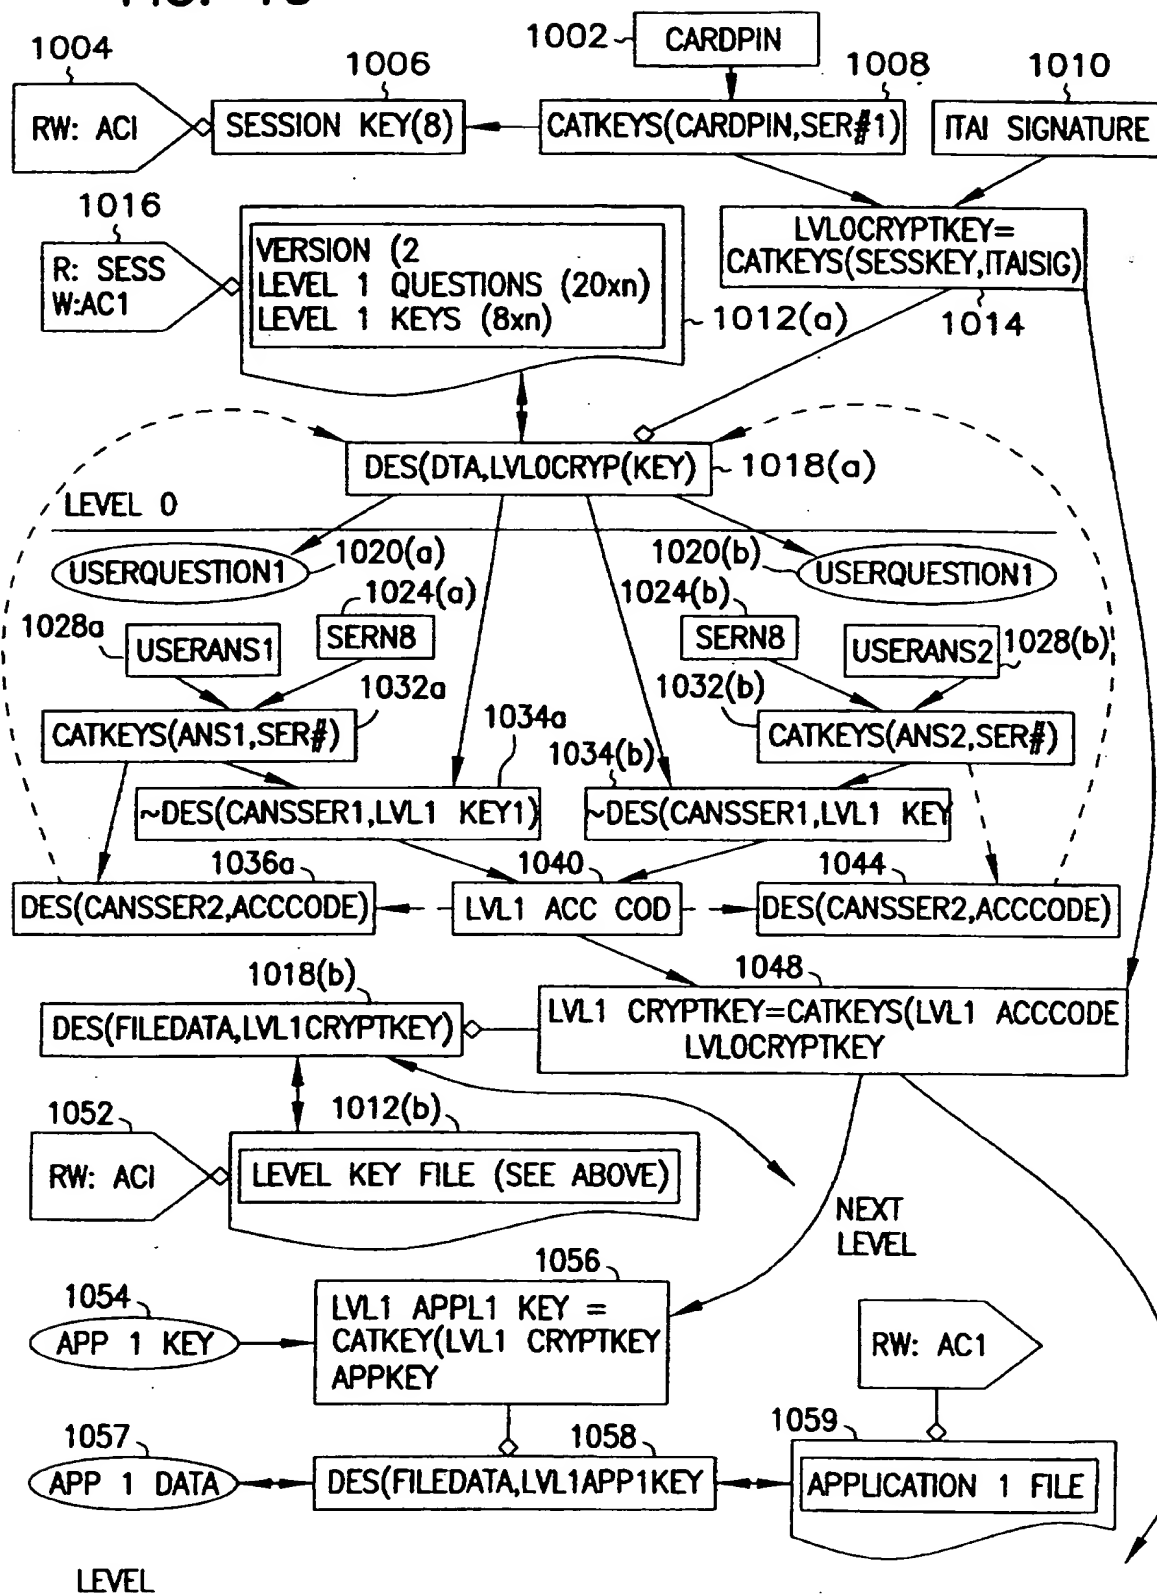 1002
CARDPIN
1004
1006
1008
1010
RW: ACI
SESSION KEY(8)
CATKEYS(CARDPIN,SER#1)
ITAI SIGNATURE
1016
R: SESS
W:AC1
VERSION (2
LEVEL 1 QUESTIONS (20xn)
LEVEL 1 KEYS (8xn)
1012(a)
LVLOCRYPTKEY=
CATKEYS(SESSKEY,ITAISIG)
1014
DES(DTA,LVLOCRYP(KEY)
1018(a)
LEVEL 0
USERQUESTION1
1020(a)
1020(b)
USERQUESTION1
1024(a)
1024(b)
1028a
USERANS1
SERN8
SERN8
USERANS2
1028(b)
1032a
1032(b)
CATKEYS(ANS1,SER#)
CATKEYS(ANS2,SER#)
1034a
1034(b)
~DES(CANSSER1,LVL1 KEY1)
~DES(CANSSER1,LVL1 KEY
1036a
1040
1044
DES(CANSSER2,ACCCODE)
LVL1 ACC COD
DES(CANSSER2,ACCCODE)
1018(b)
1048
DES(FILEDATA,LVL1CRYPTKEY)
LVL1 CRYPTKEY=CATKEYS(LVL1 ACCCODE
LVLOCRYPTKEY
1052
1012(b)
RW: ACI
LEVEL KEY FILE (SEE ABOVE)
NEXT
LEVEL
1054
1056
APP 1 KEY
LVL1 APPL1 KEY =
CATKEY(LVL1 CRYPTKEY
APPKEY
RW: AC1
1057
1058
1059
APP 1 DATA
DES(FILEDATA,LVL1APP1KEY
APPLICATION 1 FILE
LEVEL